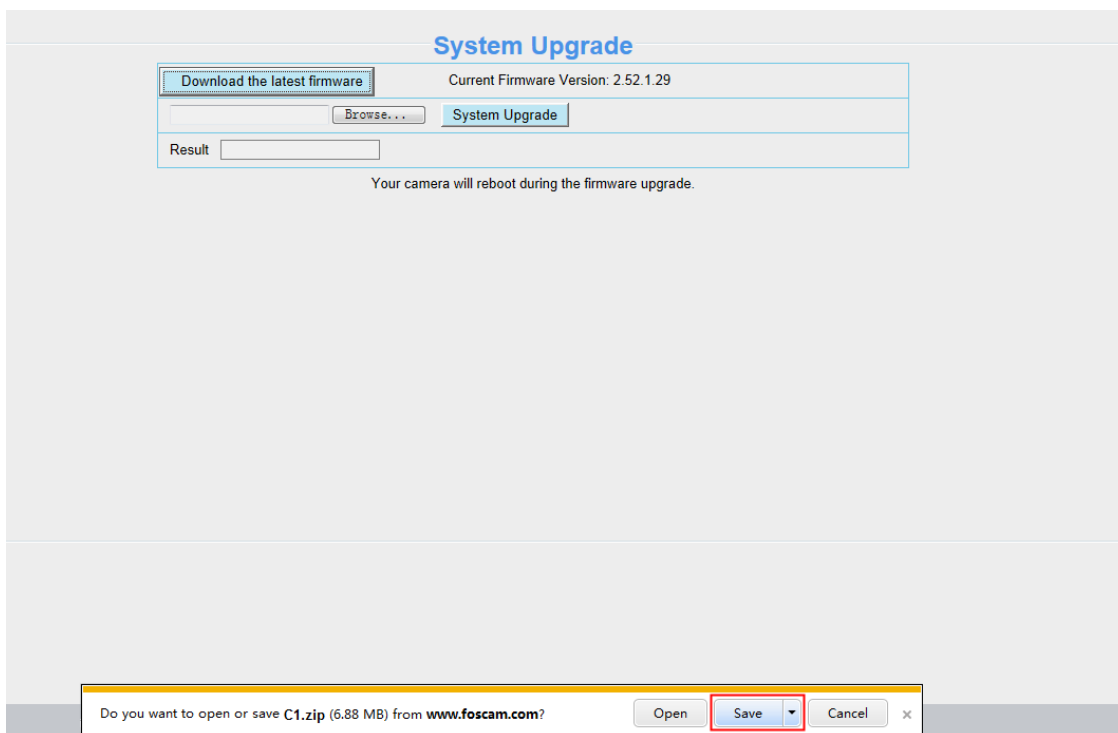 System Upgrade
Download the latest firmware
Current Firmware Version: 2.52.1.29
Browse...
System Upgrade
Result
Your camera will reboot during the firmware upgrade.
Do you want to open or save C1.zip (6.88 MB) from www.foscam.com?
Open
Save
Cancel